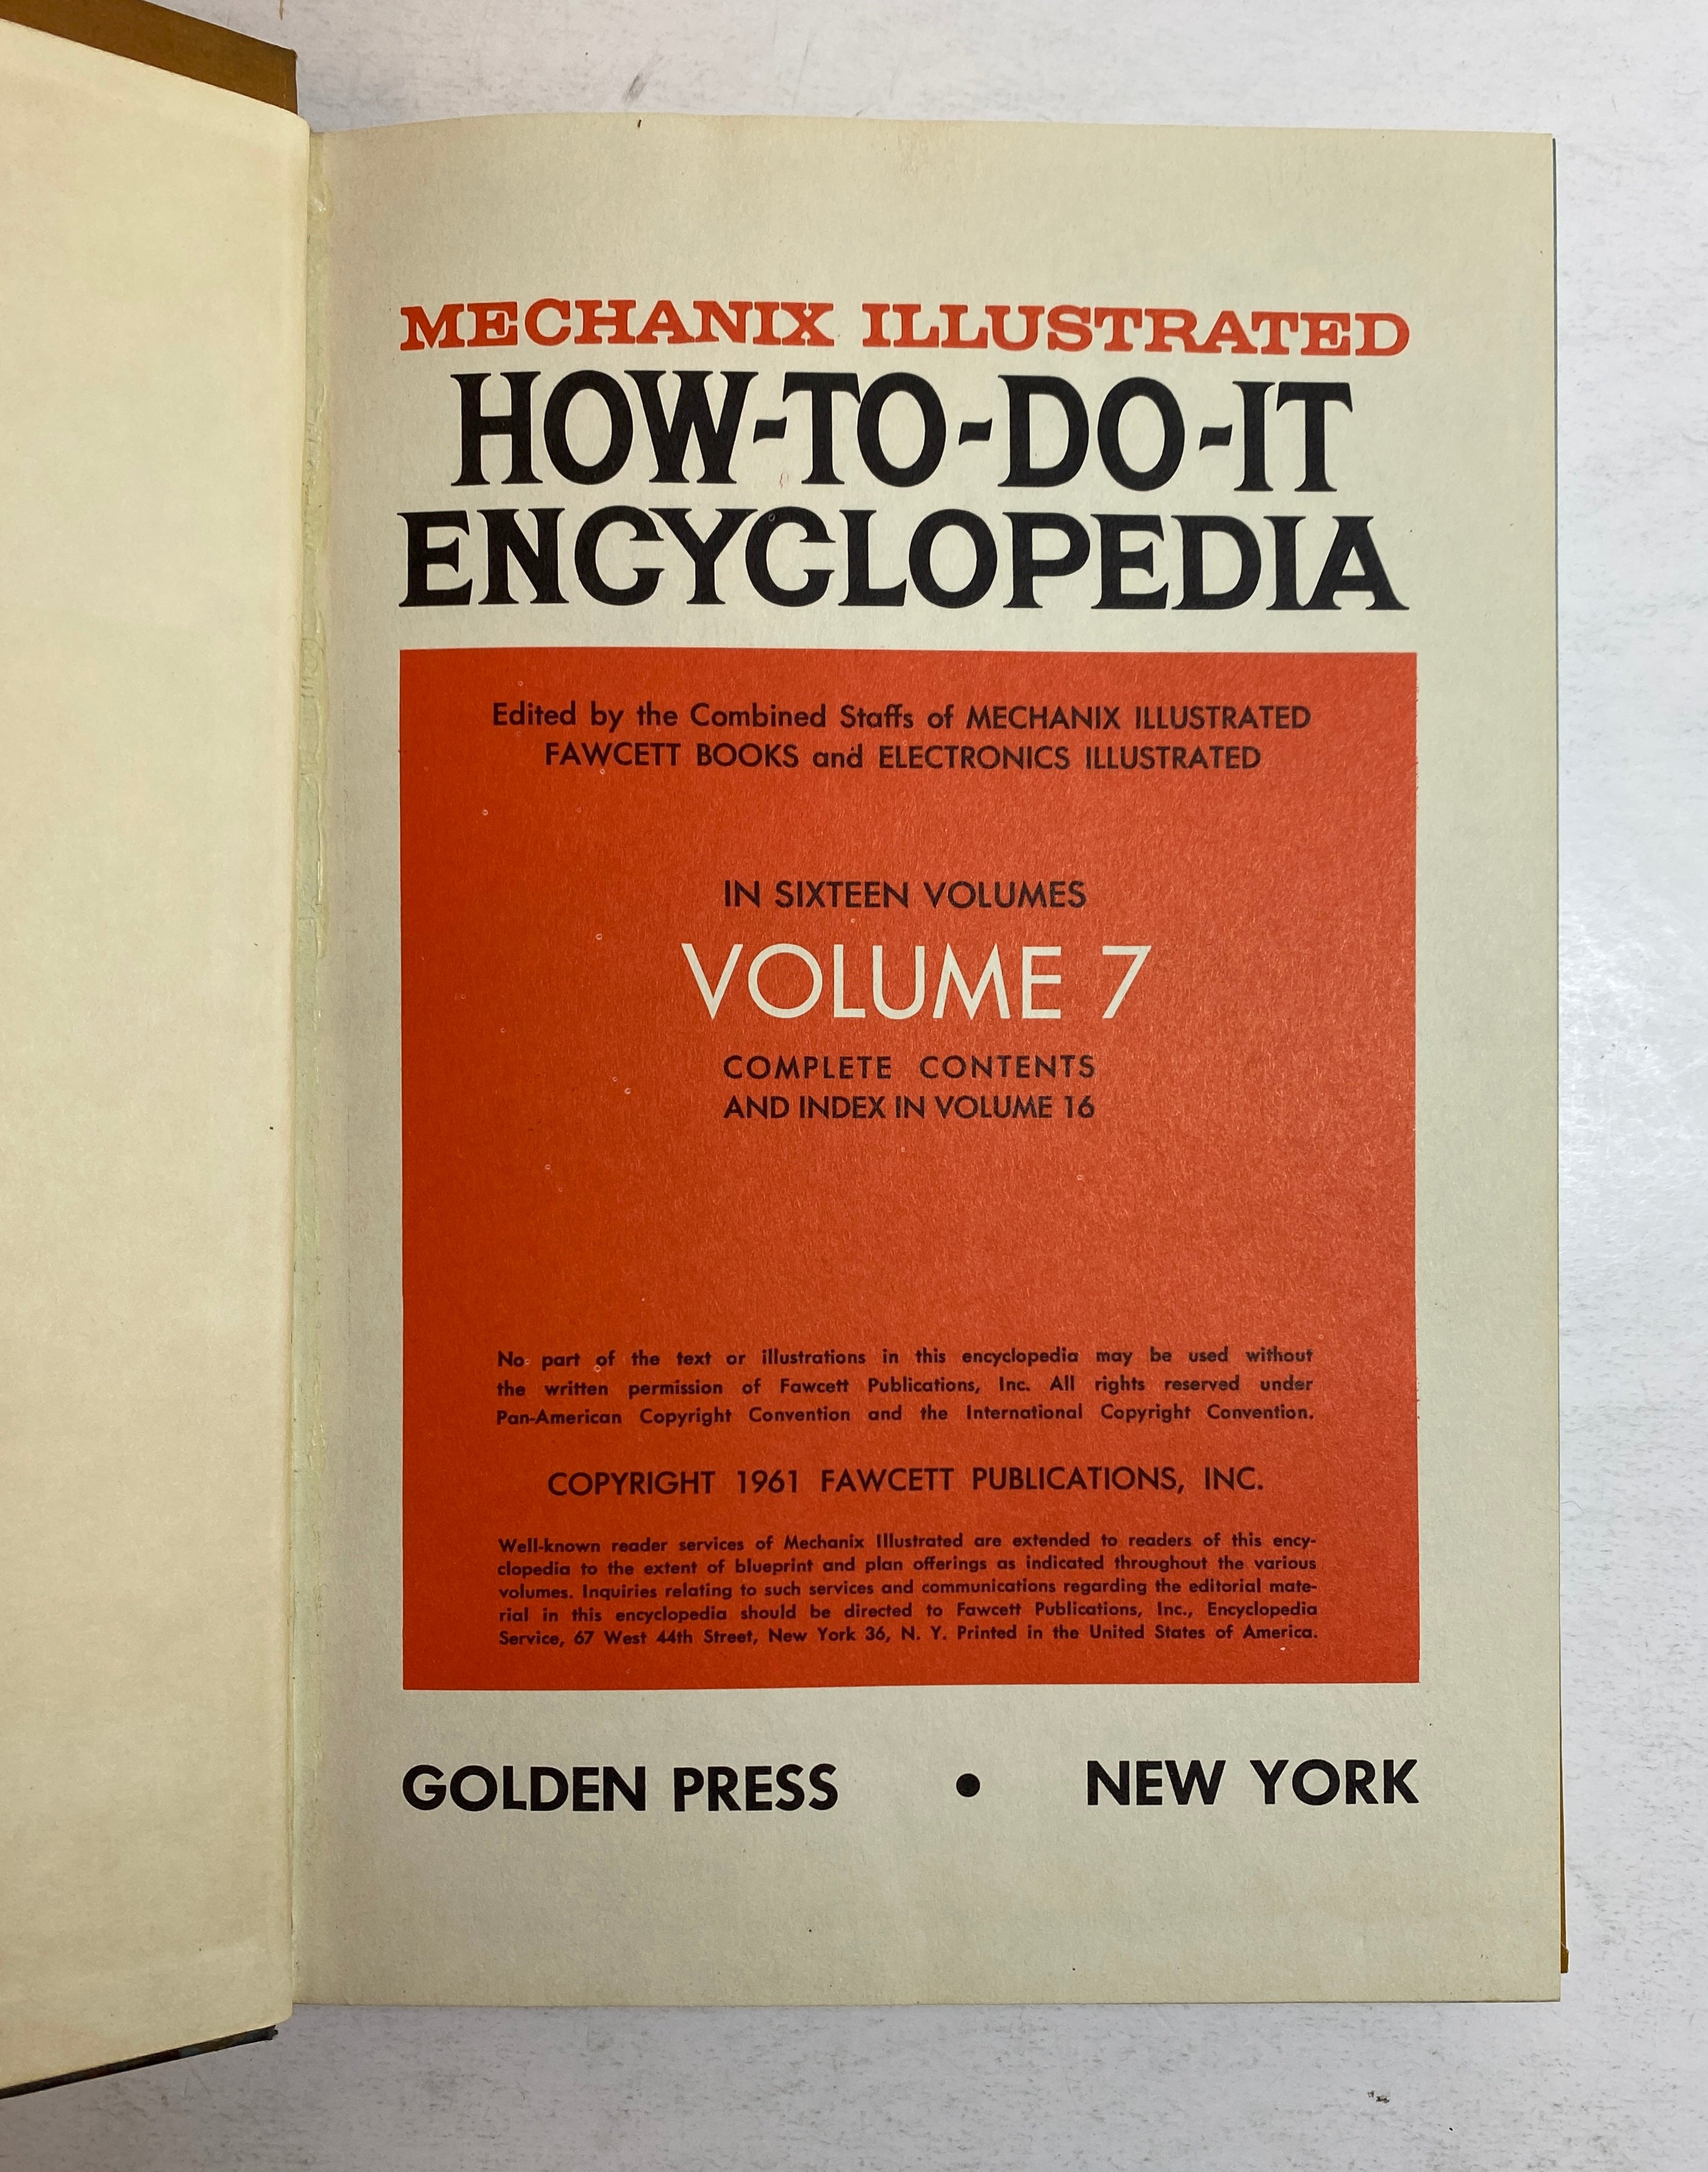 MECHANIX ILLUSTRATED
HOW-TO-DO-IT
ENCYCLOPEDIA
Edited by the Combined Staffs of MECHANIX ILLUSTRATED
FAWCETT BOOKS and ELECTRONICS ILLUSTRATED
IN SIXTEEN VOLUMES
VOLUME 7
COMPLETE CONTENTS
AND INDEX IN VOLUME 16
No part of the text or illustrations in this encyclopedia may be used without
the written permission of Fawcett Publications, Inc. All rights reserved under
Pan-American Copyright Convention and the International Copyright Convention.
COPYRIGHT 1961 FAWCETT PUBLICATIONS, INC.
Well-known reader services of Mechanix Illustrated are extended to readers of this ency-
clopedia to the extent of blueprint and plan offerings as indicated throughout the various
volumes. Inquiries relating to such services and communications regarding the editorial mate-
rial in this encyclopedia should be directed to Fawcett Publications, Inc., Encyclopedia
Service, 67 West 44th Street, New York 36, N. Y. Printed in the United States of America.
GOLDEN PRESS • NEW YORK